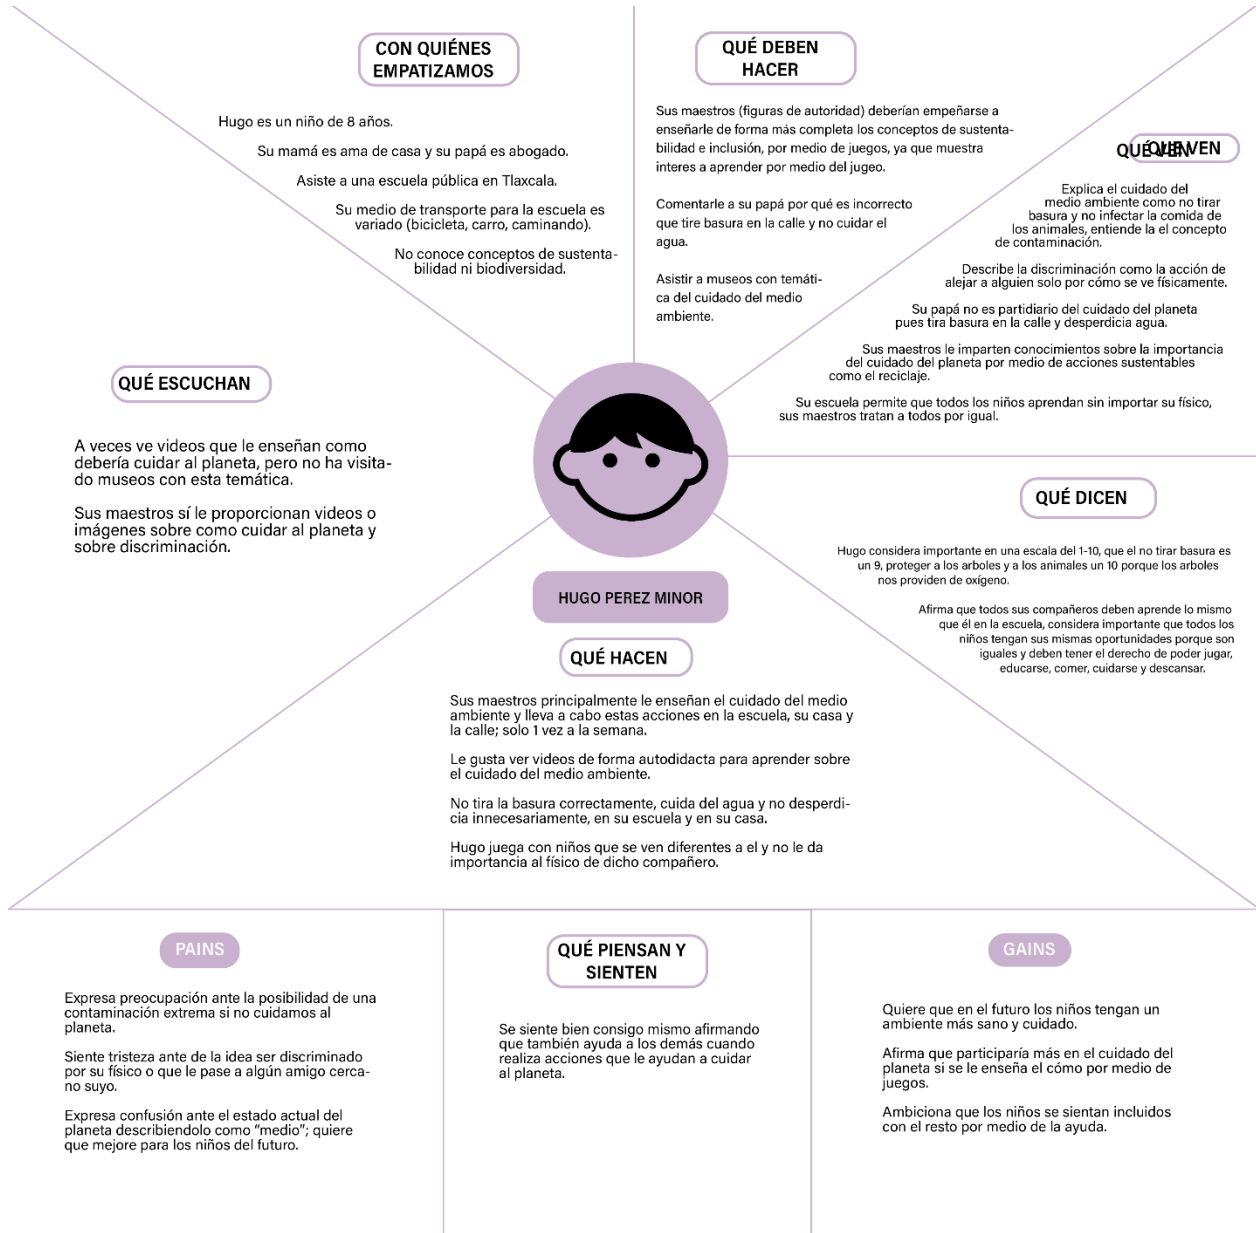 CON QUIÉNES
EMPATIZAMOS
Hugo es un niño de 8 años.
Su mamá es ama de casa y su papá es abogado.
Asiste a una escuela pública en Tlaxcala.
Su medio de transporte para la escuela es
variado (bicicleta, carro, caminando).
No conoce conceptos de sustenta-
bilidad ni biodiversidad.
QUÉ DEBEN
HACER
Sus maestros (figuras de autoridad) deberían empeñarse a
enseñarle de forma más completa los conceptos de sustenta-
bilidad e inclusión, por medio de juegos, ya que muestra
interes a aprender por medio del jugeo.
Comentarle a su papá por qué es incorrecto
que tire basura en la calle y no cuidar el
agua.
Asistir a museos con temáti-
ca del cuidado del medio
ambiente.
QUÉ VEN
QUÉ VEN
Explica el cuidado del
medio ambiente como no tirar
basura y no infectar la comida de
los animales, entiende la el concepto
de contaminación.
Describe la discriminación como la acción de
alejar a alguien solo por cómo se ve físicamente.
Su papá no es partidiario del cuidado del planeta
pues tira basura en la calle y desperdicia agua.
Sus maestros le imparten conocimientos sobre la importancia
del cuidado del planeta por medio de acciones sustentables
como el reciclaje.
Su escuela permite que todos los niños aprendan sin importar su físico,
sus maestros tratan a todos por igual.
QUÉ ESCUCHAN
A veces ve videos que le enseñan como
debería cuidar al planeta, pero no ha visita-
do museos con esta temática.
Sus maestros sí le proporcionan videos o
imágenes sobre como cuidar al planeta y
sobre discriminación.
QUÉ DICEN
Hugo considera importante en una escala del 1-10, que el no tirar basura es
un 9, proteger a los arboles y a los animales un 10 porque los arboles
nos providen de oxígeno.
Afirma que todos sus compañeros deben aprende lo mismo
que él en la escuela, considera importante que todos los
niños tengan sus mismas oportunidades porque son
iguales y deben tener el derecho de poder jugar,
educarse, comer, cuidarse y descansar.
HUGO PEREZ MINOR
QUÉ HACEN
Sus maestros principalmente le enseñan el cuidado del medio
ambiente y lleva a cabo estas acciones en la escuela, su casa y
la calle; solo 1 vez a la semana.
Le gusta ver videos de forma autodidacta para aprender sobre
el cuidado del medio ambiente.
No tira la basura correctamente, cuida del agua y no desperdi-
cia innecesariamente, en su escuela y en su casa.
Hugo juega con niños que se ven diferentes a el y no le da
importancia al físico de dicho compañero.
PAINS
Expresa preocupación ante la posibilidad de una
contaminación extrema si no cuidamos al
planeta.
Siente tristeza ante de la idea ser discriminado
por su físico o que le pase a algún amigo cerca-
no suyo.
Expresa confusión ante el estado actual del
planeta describiendolo como “medio”; quiere
que mejore para los niños del futuro.
QUÉ PIENSAN Y
SIENTEN
Se siente bien consigo mismo afirmando
que también ayuda a los demás cuando
realiza acciones que le ayudan a cuidar
al planeta.
GAINS
Quiere que en el futuro los niños tengan un
ambiente más sano y cuidado.
Afirma que participaría más en el cuidado del
planeta si se le enseña el cómo por medio de
juegos.
Ambiciona que los niños se sientan incluidos
con el resto por medio de la ayuda.